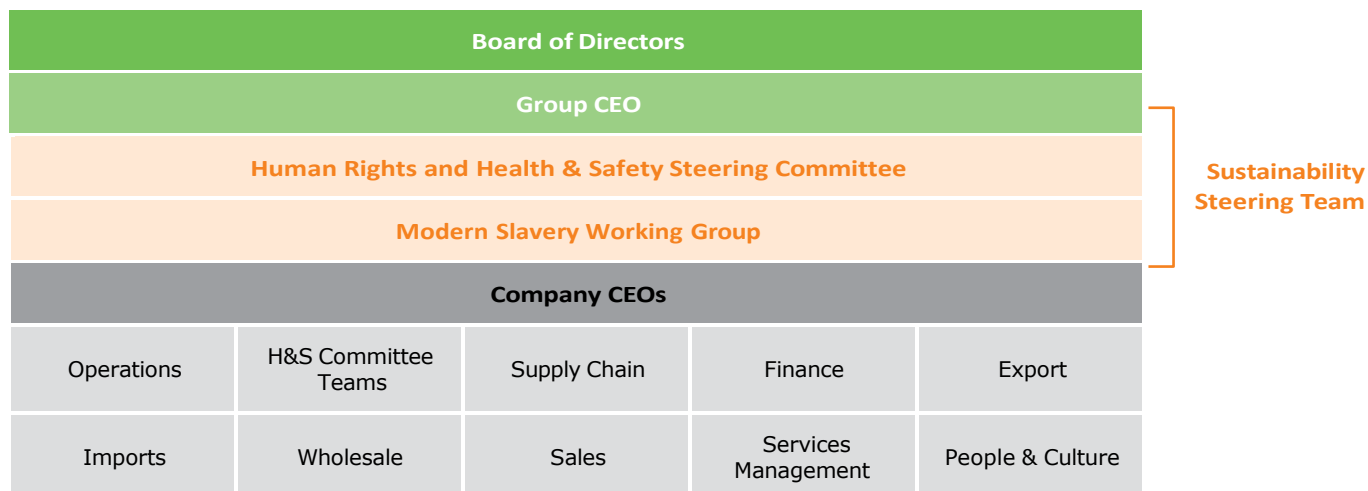 Board of Directors
Group CEO
Human Rights and Health & Safety Steering Committee
Modern Slavery Working Group
Sustainability
Steering Team
Company CEOs
Operations
H&S Committee
Teams
Supply Chain
Finance
Export
Imports
Wholesale
Sales
Services
Management
People & Culture